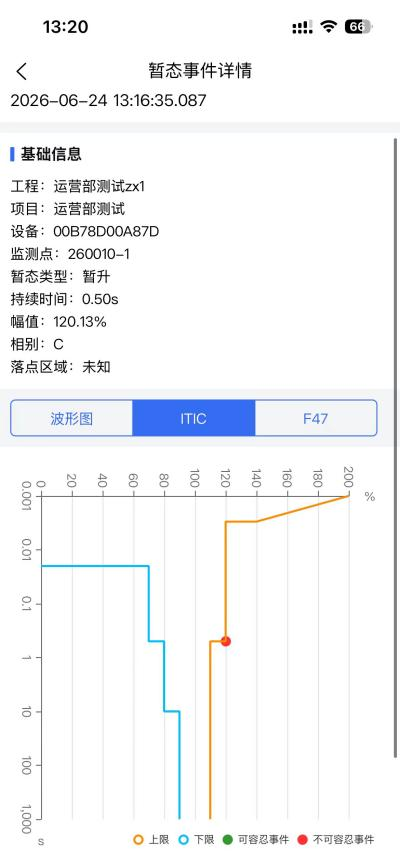 13:20
66
暂态事件详情
2026-06-24 13:16:35.087
基础信息
工程：运营部测试zx1
项目：运营部测试
设备：00B78D00A87D
监测点：260010-1
暂态类型：暂升
持续时间：0.50s
幅值：120.13%
相别：C
落点区域：未知
波形图 ITIC F47
0 20 40 60 80 100 120 140 160 180 200 %
0.001
0.01
0.1
1
10
100
1,000
s
上限 下限 可容忍事件 不可容忍事件